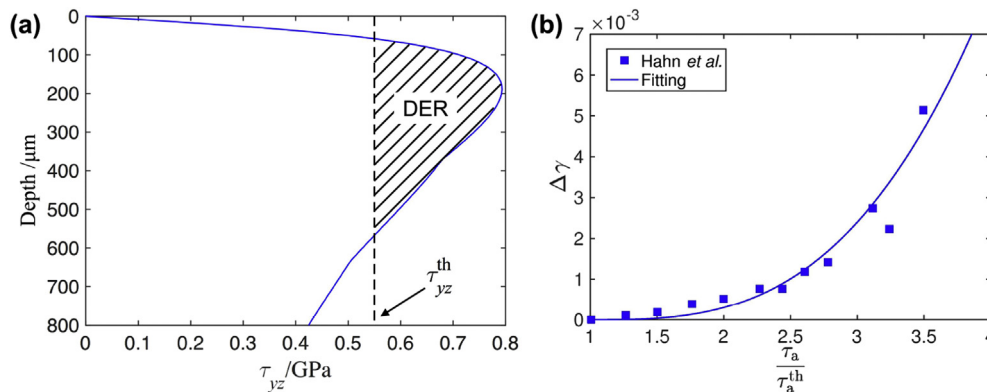 (a)
0
100
200
300
400
500
600
700
800
Depth /μm
DER
τ_yz^th
0 0.1 0.2 0.3 0.4 0.5 0.6 0.7 0.8
τ_yz/GPa
(b)
×10⁻³
7
6
5
4
3
2
1
0
Δγ
Hahn et al.
Fitting
1 1.5 2 2.5 3 3.5 4
τ_a
τ_a^th